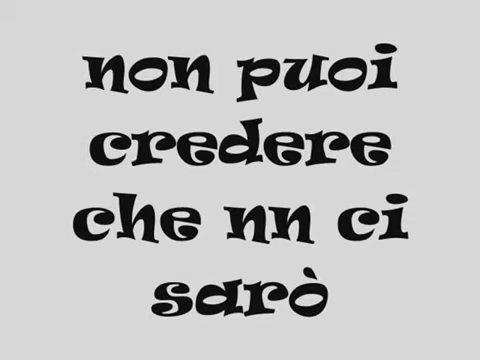 non puoi
credere
che nn ci
sarò